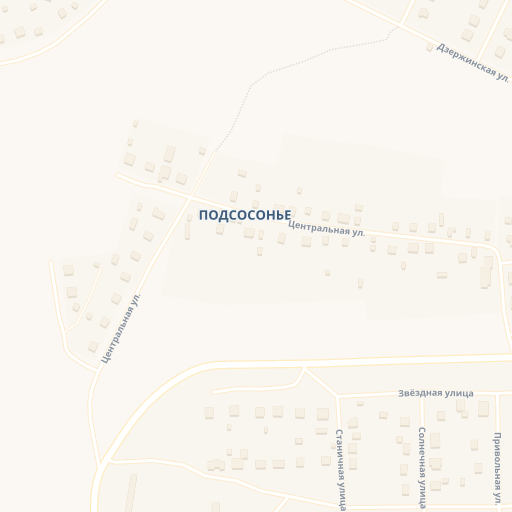 Дзержинская ул.
ПОДСОСОНЬЕ
Центральная ул.
Центральная ул.
Звёздная улица
Станичная улица
Солнечная улица
Привольная ул.